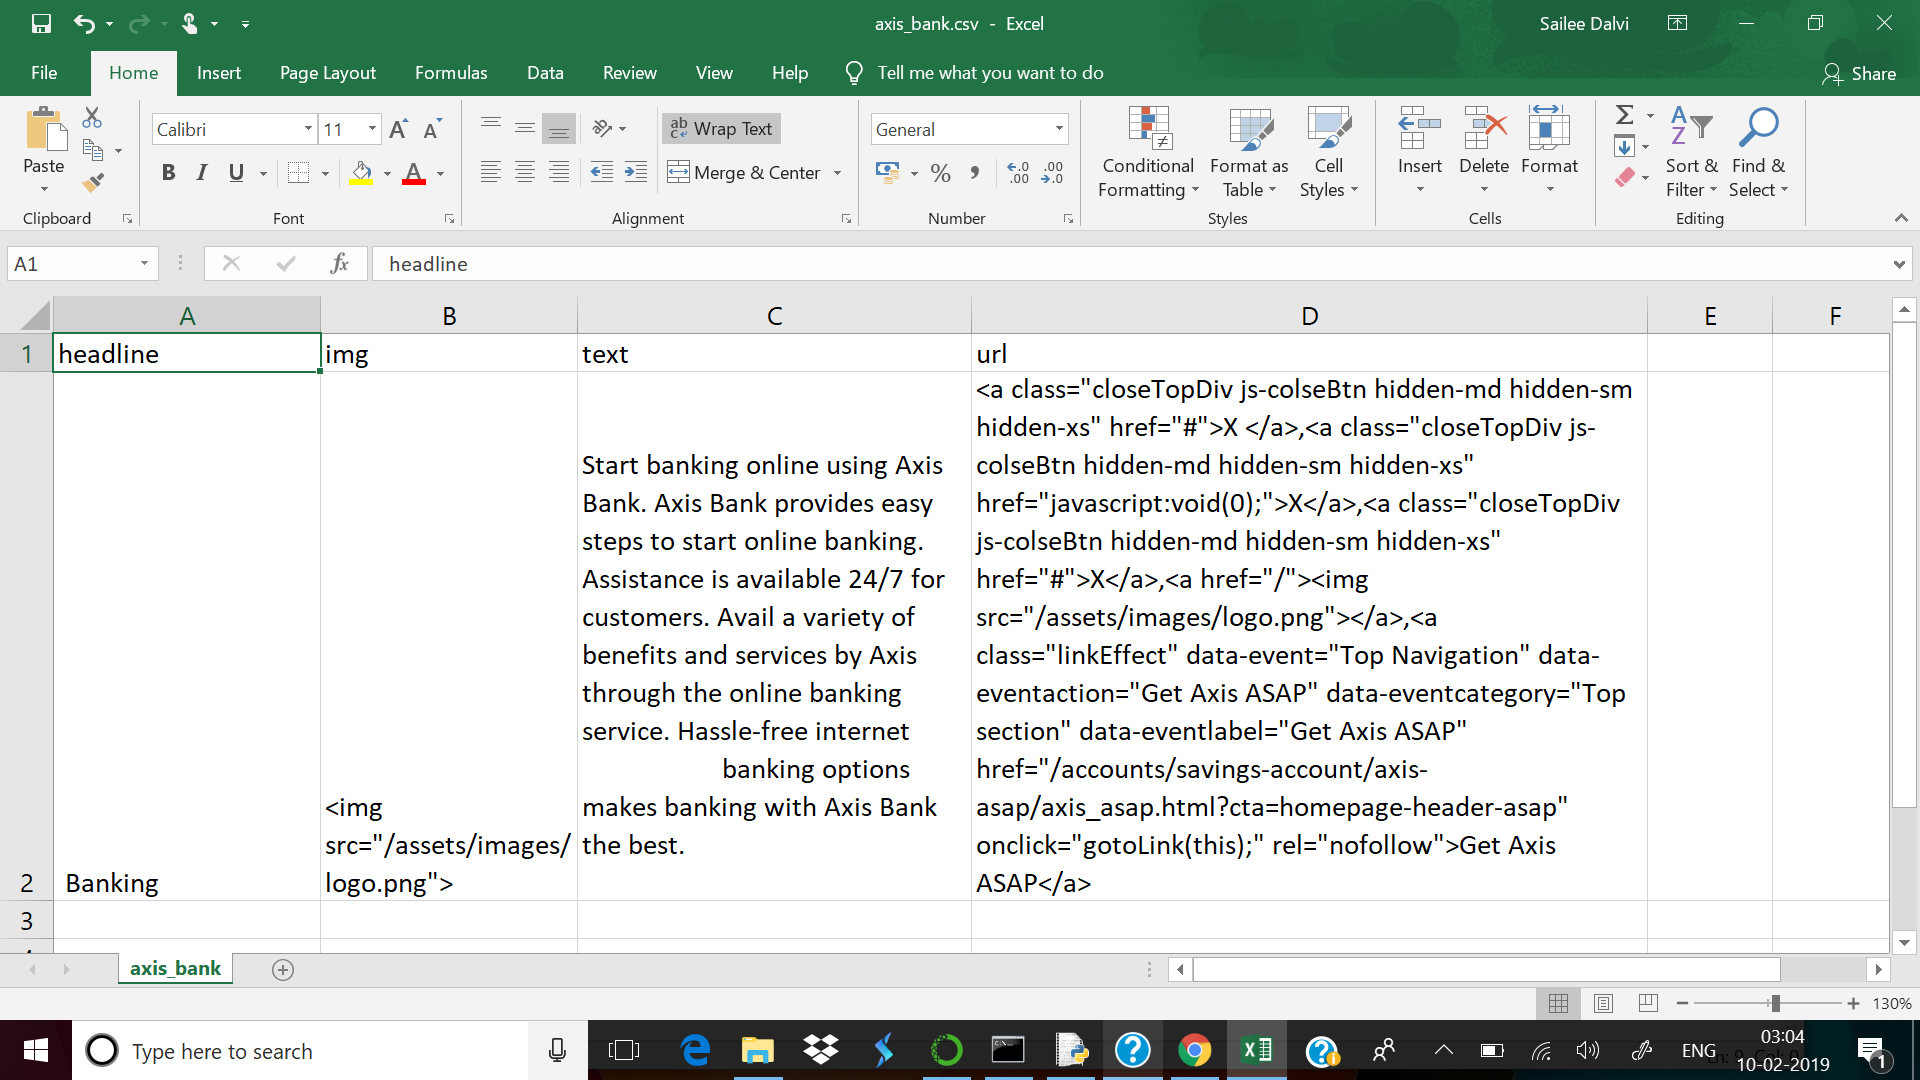 axis_bank.csv - Excel
Sailee Dalvi
File Home Insert Page Layout Formulas Data Review View Help Tell me what you want to do Share
Paste
Clipboard
Calibri 11 A A
B I U A
Font
ab c Wrap Text
Merge & Center
Alignment
General
% , .0 .00 .00 .0
Number
Conditional Formatting
Format as Table
Cell Styles
Styles
Insert Delete Format
Cells
Σ
A Z Sort & Filter
Find & Select
Editing
A1 fx headline
A B C D E F
1 headline img text url
<a class="closeTopDiv js-colseBtn hidden-md hidden-sm
hidden-xs" href="#">X </a>,<a class="closeTopDiv js-
colseBtn hidden-md hidden-sm hidden-xs"
href="javascript:void(0);">X</a>,<a class="closeTopDiv
js-colseBtn hidden-md hidden-sm hidden-xs"
href="#">X</a>,<a href="/"><img
src="/assets/images/logo.png"></a>,<a
class="linkEffect" data-event="Top Navigation" data-
eventaction="Get Axis ASAP" data-eventcategory="Top
section" data-eventlabel="Get Axis ASAP"
href="/accounts/savings-account/axis-
asap/axis_asap.html?cta=homepage-header-asap"
onclick="gotoLink(this);" rel="nofollow">Get Axis
ASAP</a>
Start banking online using Axis
Bank. Axis Bank provides easy
steps to start online banking.
Assistance is available 24/7 for
customers. Avail a variety of
benefits and services by Axis
through the online banking
service. Hassle-free internet
banking options
makes banking with Axis Bank
the best.
<img
src="/assets/images/
logo.png">
2 Banking
3
axis_bank
130%
Type here to search
ENG
03:04
10-02-2019
1